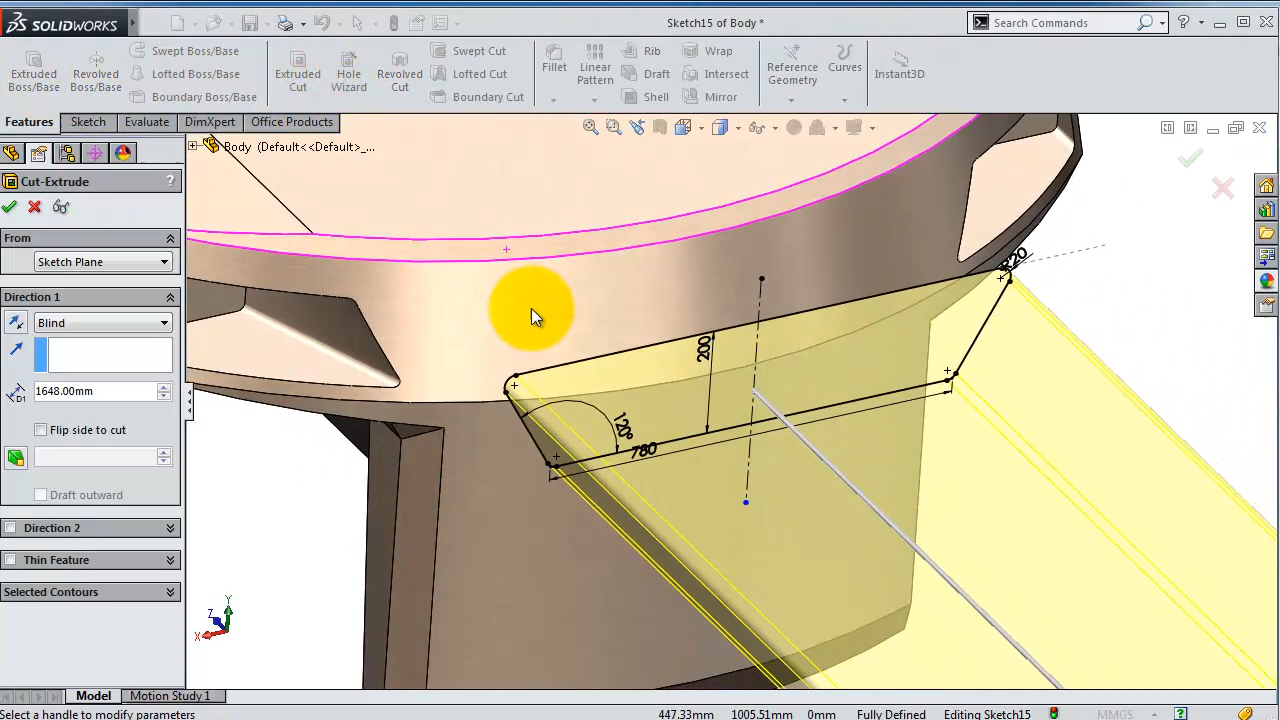 SOLIDWORKS
Sketch15 of Body *
Search Commands
?
Extruded
Boss/Base
Revolved
Boss/Base
Swept Boss/Base
Lofted Boss/Base
Boundary Boss/Base
Extruded
Cut
Hole
Wizard
Revolved
Cut
Swept Cut
Lofted Cut
Boundary Cut
Fillet
Linear
Pattern
Rib
Draft
Shell
Wrap
Intersect
Mirror
Reference
Geometry
Curves
Instant3D
Features
Sketch
Evaluate
DimXpert
Office Products
Body (Default<<Default>_...
Cut-Extrude
?
From
Sketch Plane
Direction 1
Blind
D1
1648.00mm
Flip side to cut
Draft outward
Direction 2
Thin Feature
Selected Contours
R20
200
120°
780
Y
Z
X
Model
Motion Study 1
Select a handle to modify parameters
447.33mm
1005.51mm
0mm
Fully Defined
Editing Sketch15
MMGS
?